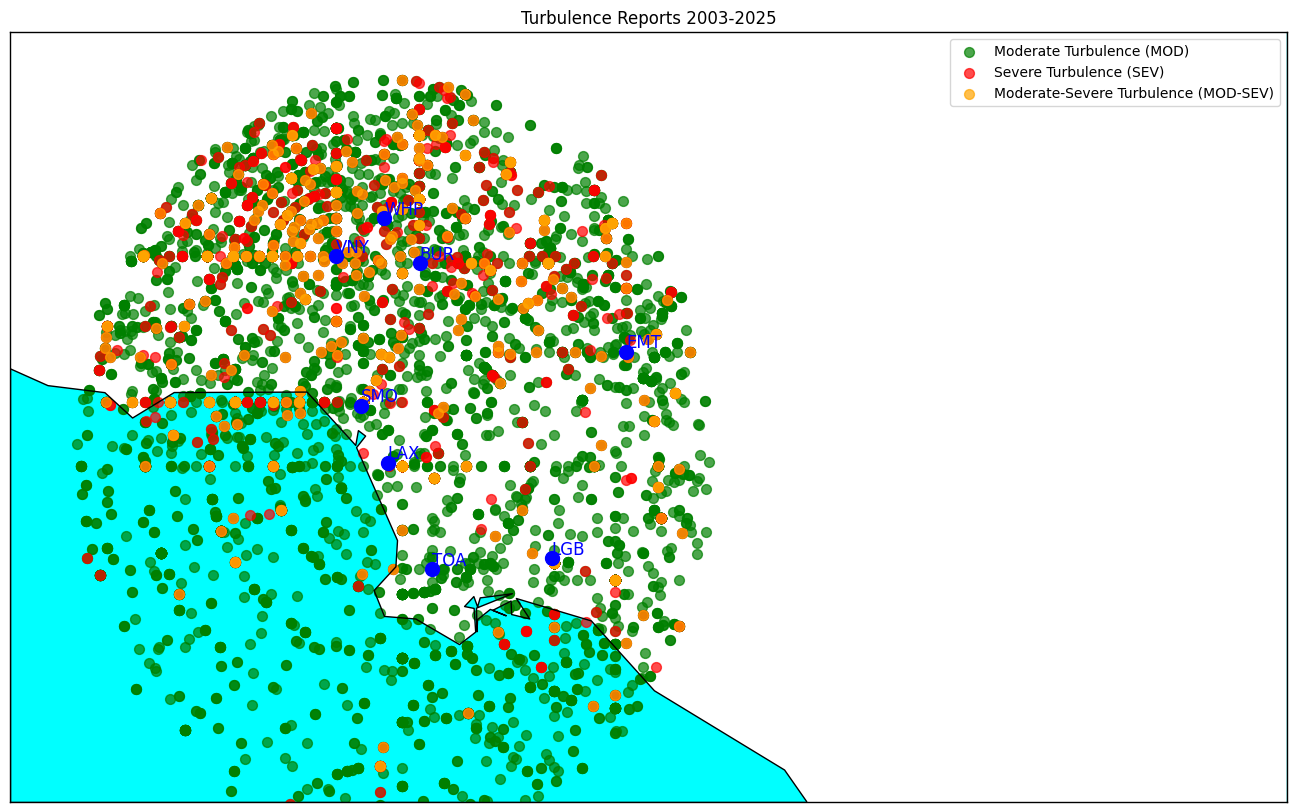 Turbulence Reports 2003-2025
Moderate Turbulence (MOD)
Severe Turbulence (SEV)
Moderate-Severe Turbulence (MOD-SEV)
WHP
VNY
BUR
EMT
SMO
LAX
LGB
TOA